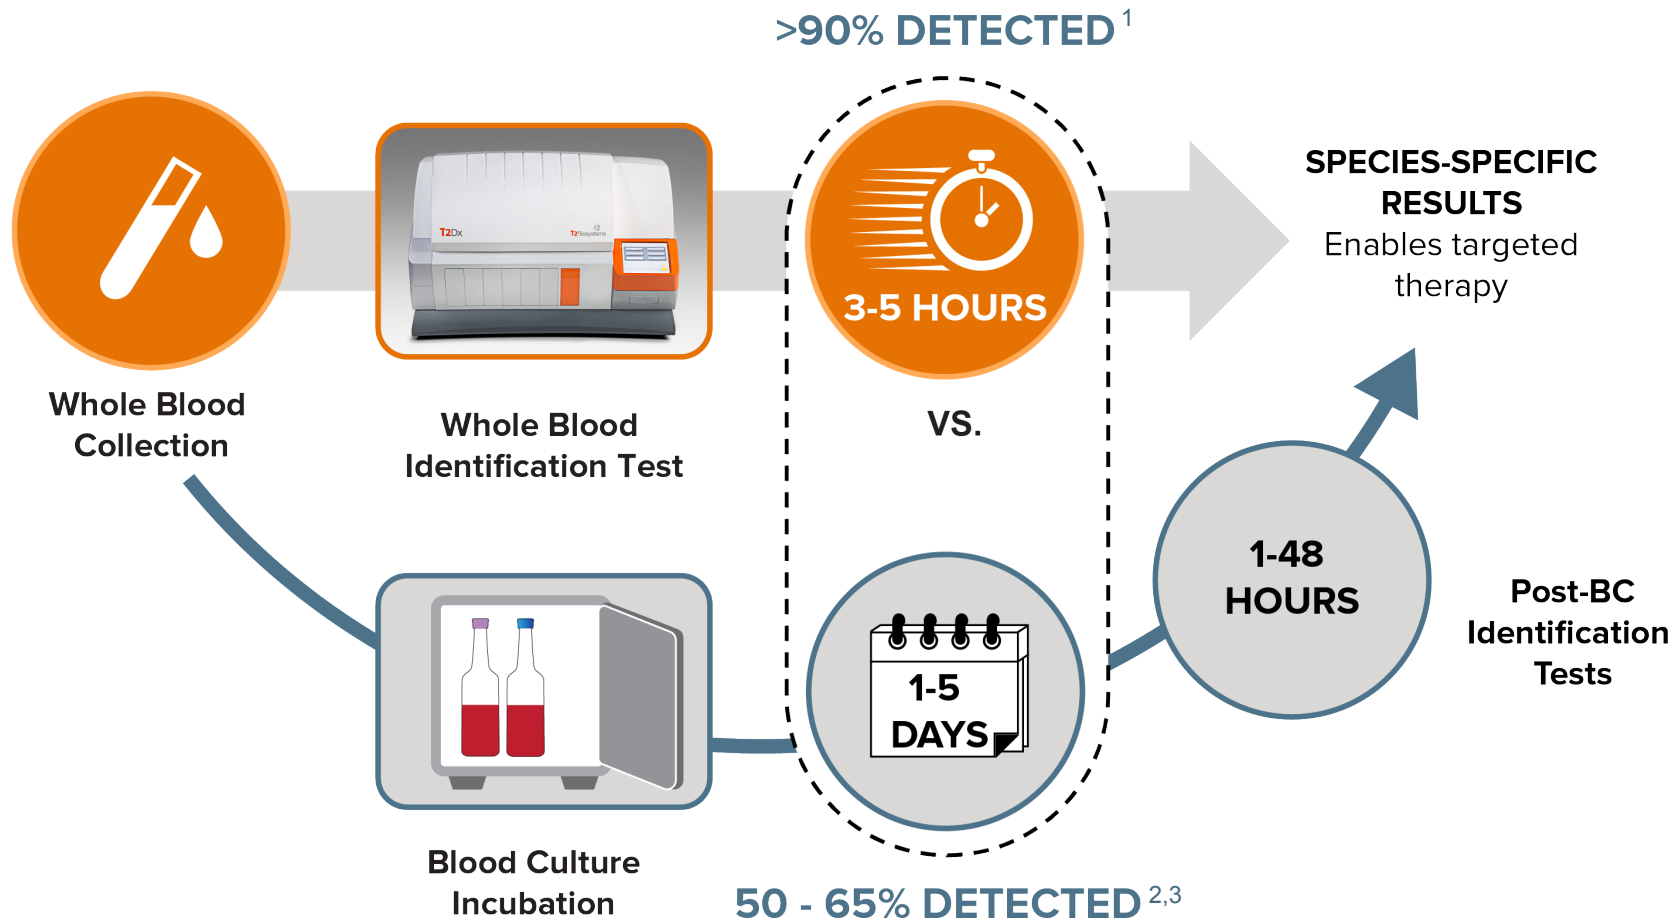 >90% DETECTED 1
Whole Blood
Collection
T2Dx
T2Biosystems
Whole Blood
Identification Test
3-5 HOURS
VS.
SPECIES-SPECIFIC
RESULTS
Enables targeted
therapy
Blood Culture
Incubation
1-5
DAYS
50 - 65% DETECTED 2,3
1-48
HOURS
Post-BC
Identification
Tests